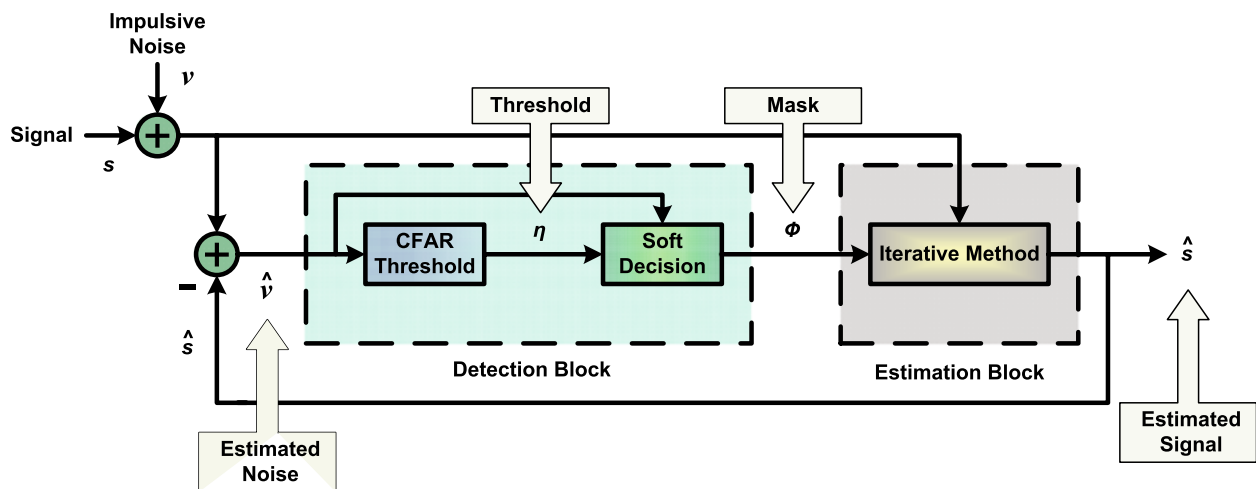 Impulsive
Noise
v
Signal
s
Threshold
Mask
CFAR
Threshold
η
Soft
Decision
Φ
Iterative Method
ŝ
v̂
ŝ
Detection Block
Estimation Block
Estimated
Noise
Estimated
Signal